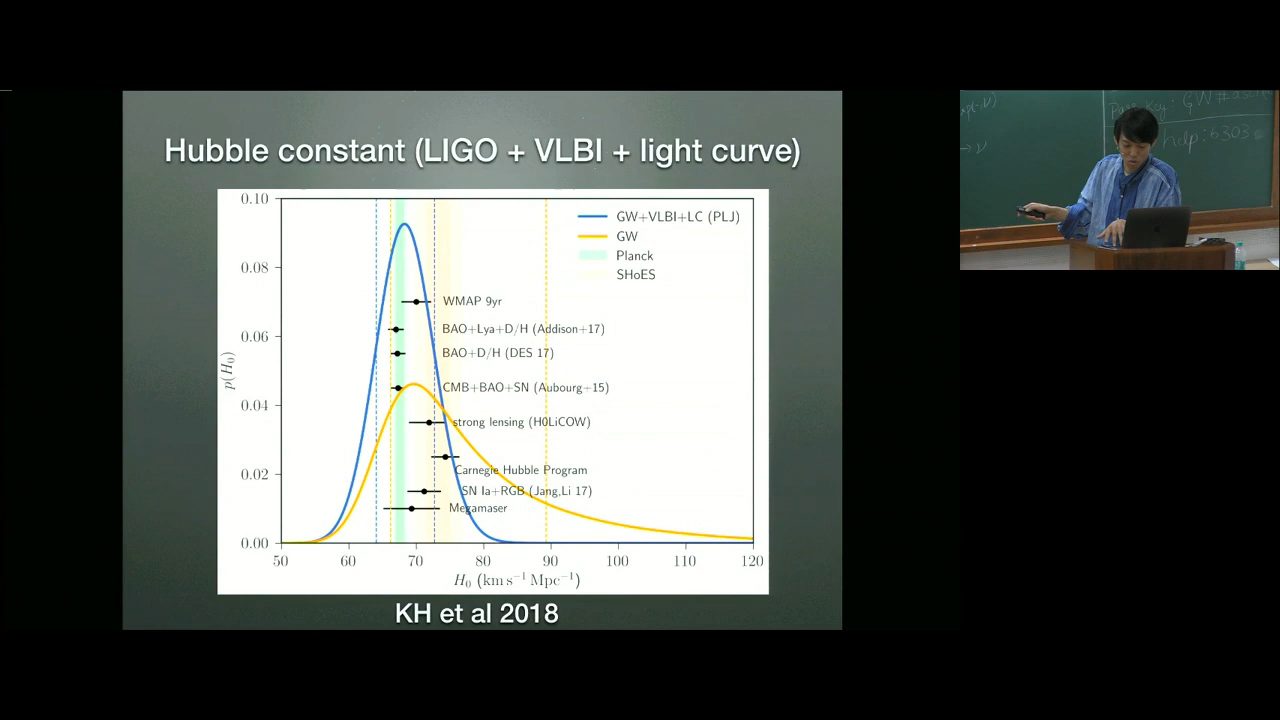 Hubble constant (LIGO + VLBI + light curve)
0.10
0.08
0.06
0.04
0.02
0.00
p(H₀)
GW+VLBI+LC (PLJ)
GW
Planck
SHoES
WMAP 9yr
BAO+Lya+D/H (Addison+17)
BAO+D/H (DES 17)
CMB+BAO+SN (Aubourg+15)
strong lensing (H0LiCOW)
Carnegie Hubble Program
SN Ia+RGB (Jang,Li 17)
Megamaser
50 60 70 80 90 100 110 120
H₀ (km s⁻¹ Mpc⁻¹)
KH et al 2018
help: 6303